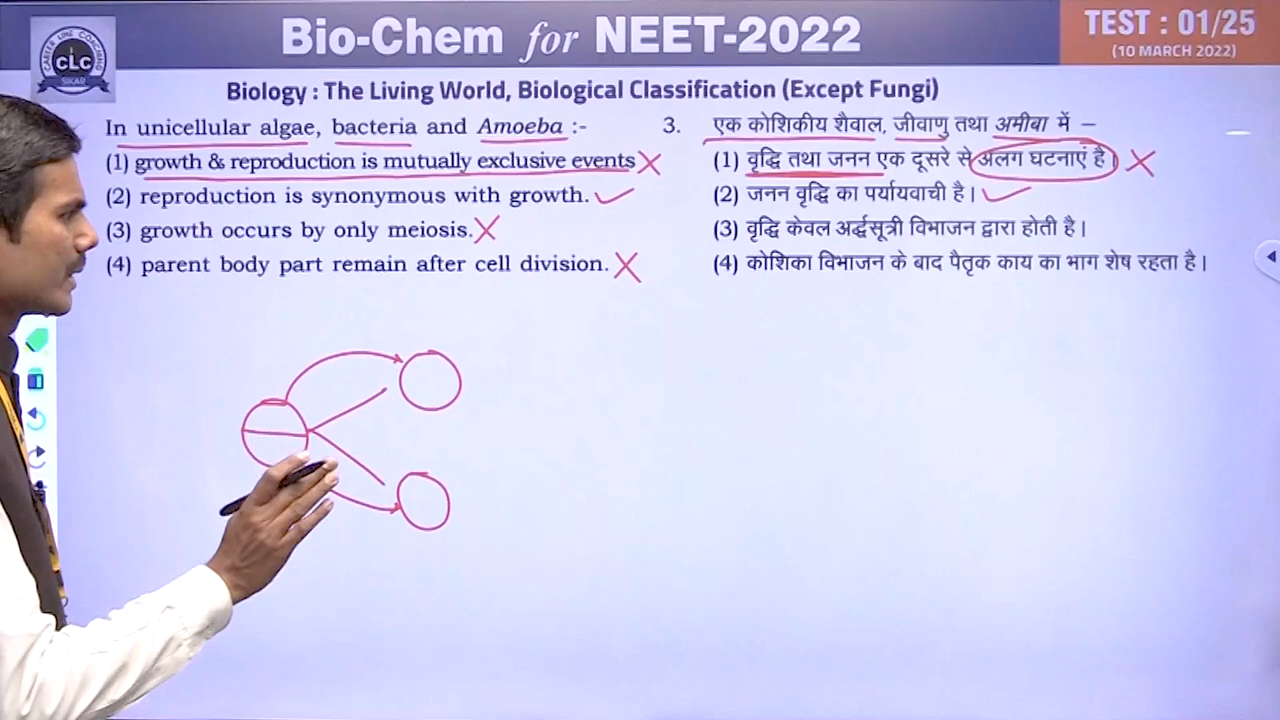 Bio-Chem for NEET-2022
TEST : 01/25
(10 MARCH 2022)
CAREER LINE COACHING
CLC
SIKAR
Biology : The Living World, Biological Classification (Except Fungi)
In unicellular algae, bacteria and Amoeba :-
(1) growth & reproduction is mutually exclusive events
(2) reproduction is synonymous with growth.
(3) growth occurs by only meiosis.
(4) parent body part remain after cell division.
3. एक कोशिकीय शैवाल, जीवाणु तथा अमीबा में –
(1) वृद्धि तथा जनन एक दूसरे से अलग घटनाएं है।
(2) जनन वृद्धि का पर्यायवाची है।
(3) वृद्धि केवल अर्द्धसूत्री विभाजन द्वारा होती है।
(4) कोशिका विभाजन के बाद पैतृक काय का भाग शेष रहता है।